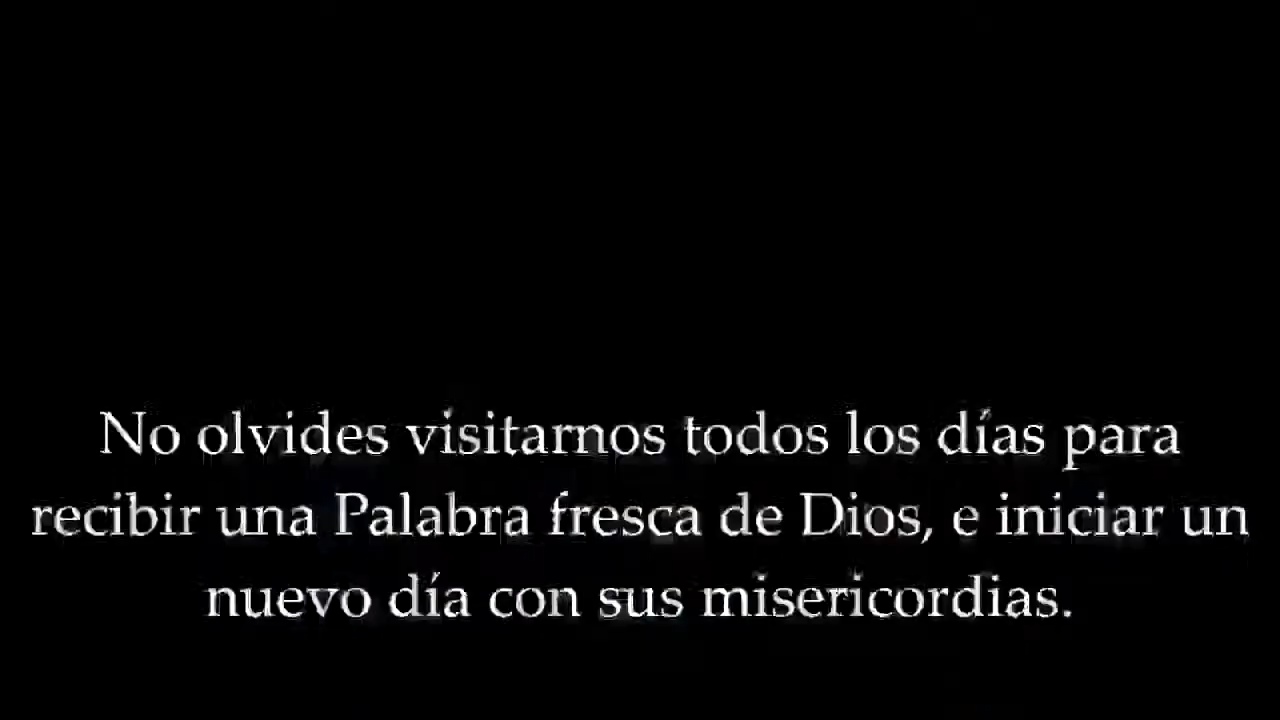 No olvides visitarnos todos los días para
recibir una Palabra fresca de Dios, e iniciar un
nuevo día con sus misericordias.